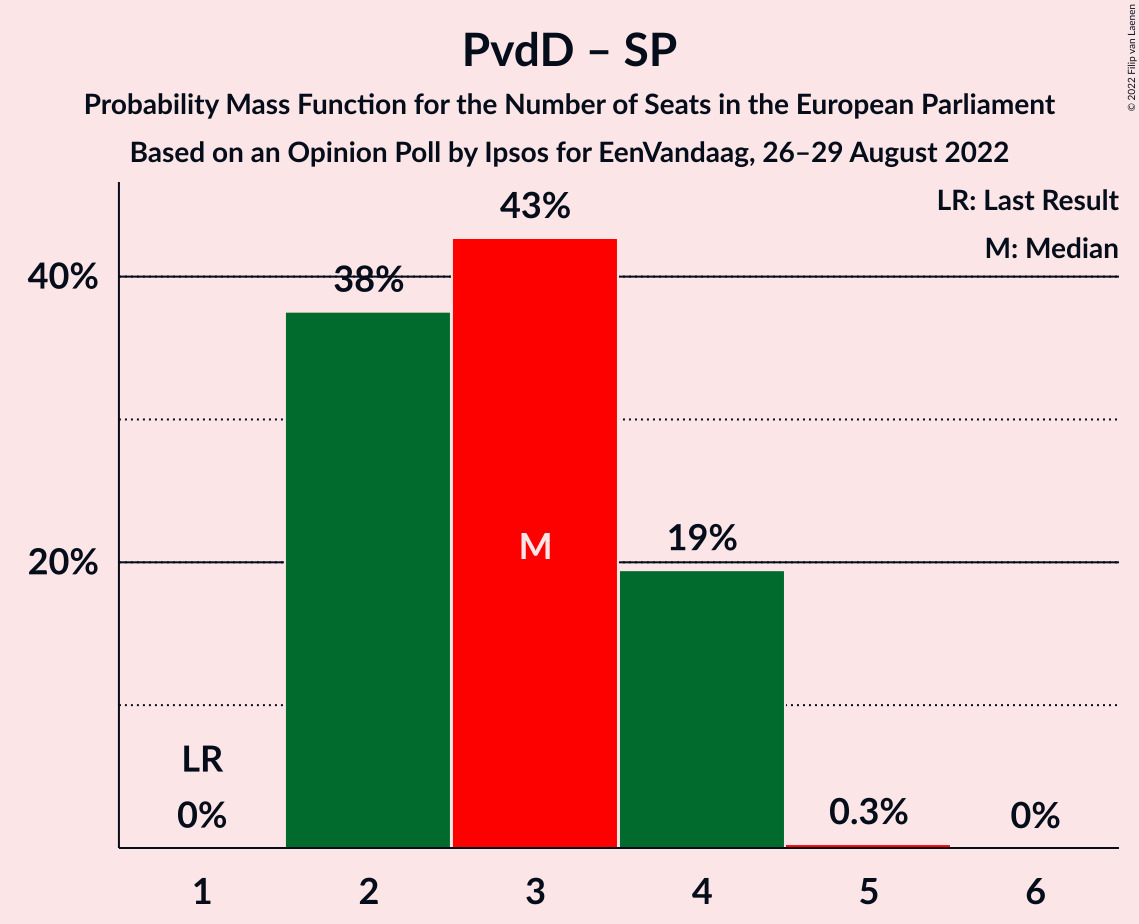 PvdD – SP
Probability Mass Function for the Number of Seats in the European Parliament
Based on an Opinion Poll by Ipsos for EenVandaag, 26–29 August 2022
© 2022 Filip van Laenen
LR: Last Result
M: Median
43%
40%
38%
M
19%
20%
LR
0%
0.3%
0%
1 2 3 4 5 6